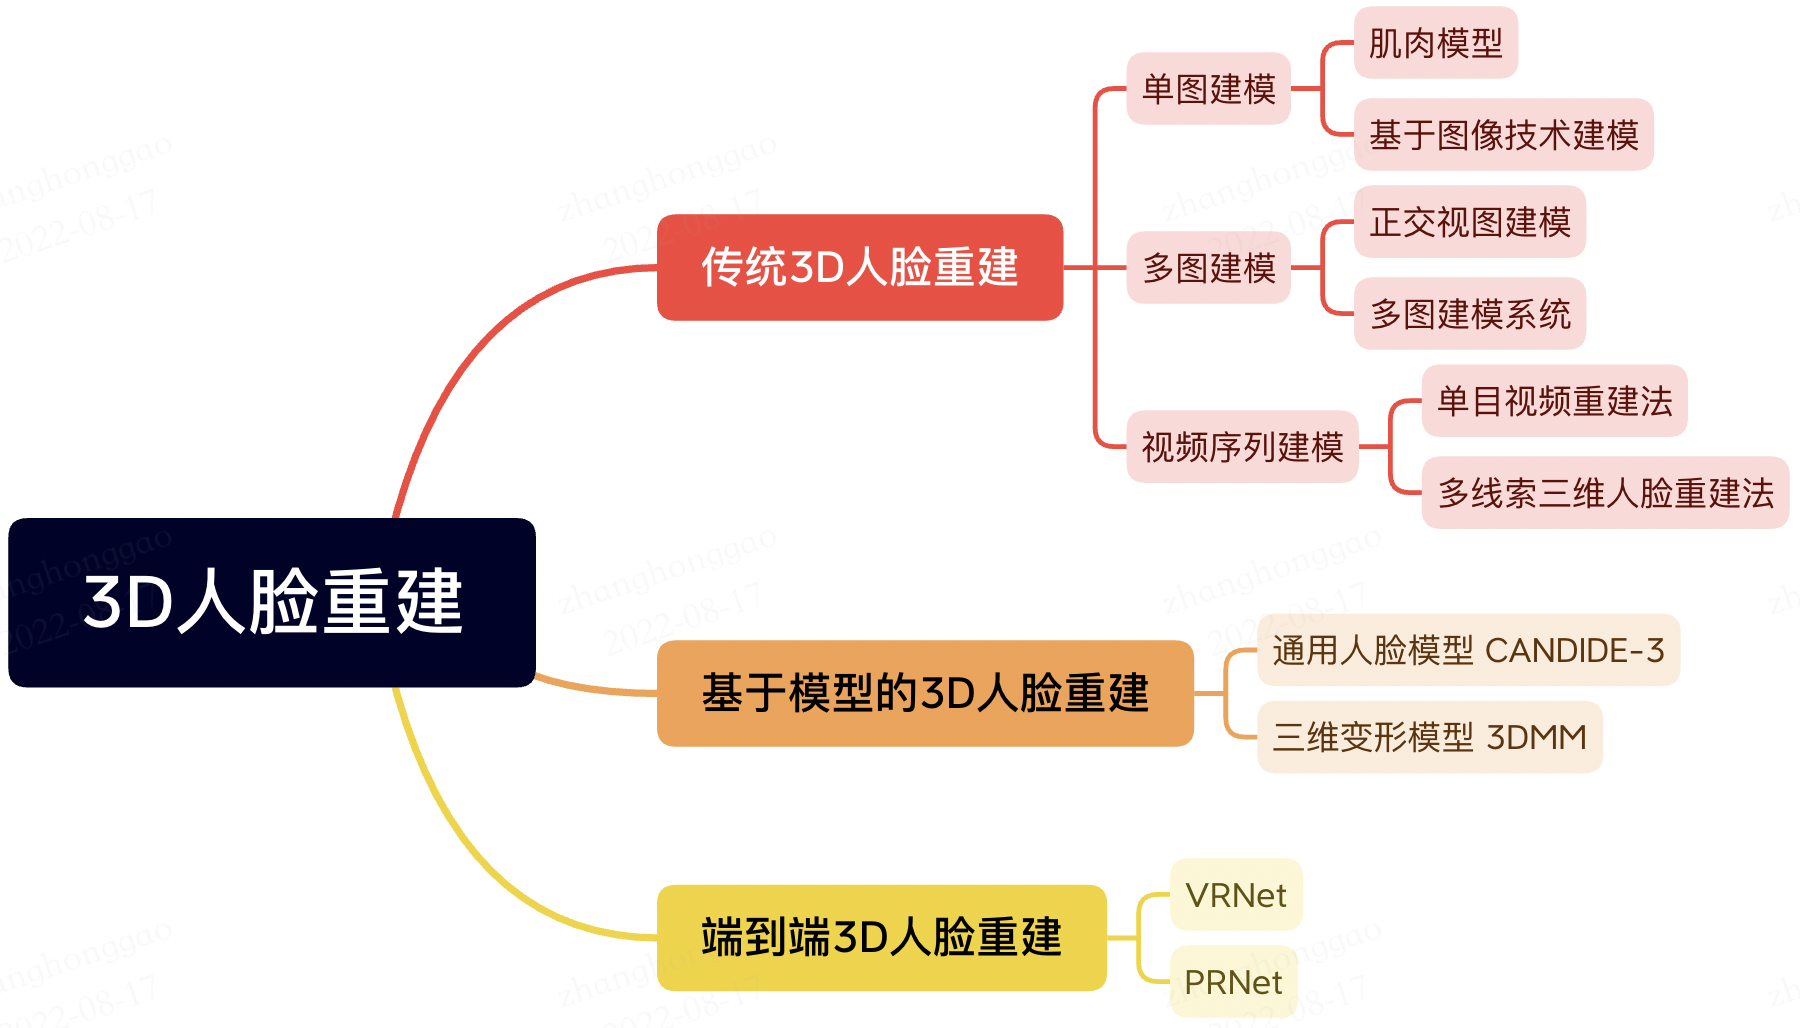 3D人脸重建
传统3D人脸重建
单图建模
肌肉模型
基于图像技术建模
多图建模
正交视图建模
多图建模系统
视频序列建模
单目视频重建法
多线索三维人脸重建法
基于模型的3D人脸重建
通用人脸模型 CANDIDE-3
三维变形模型 3DMM
端到端3D人脸重建
VRNet
PRNet
zhanghonggao
2022-08-17